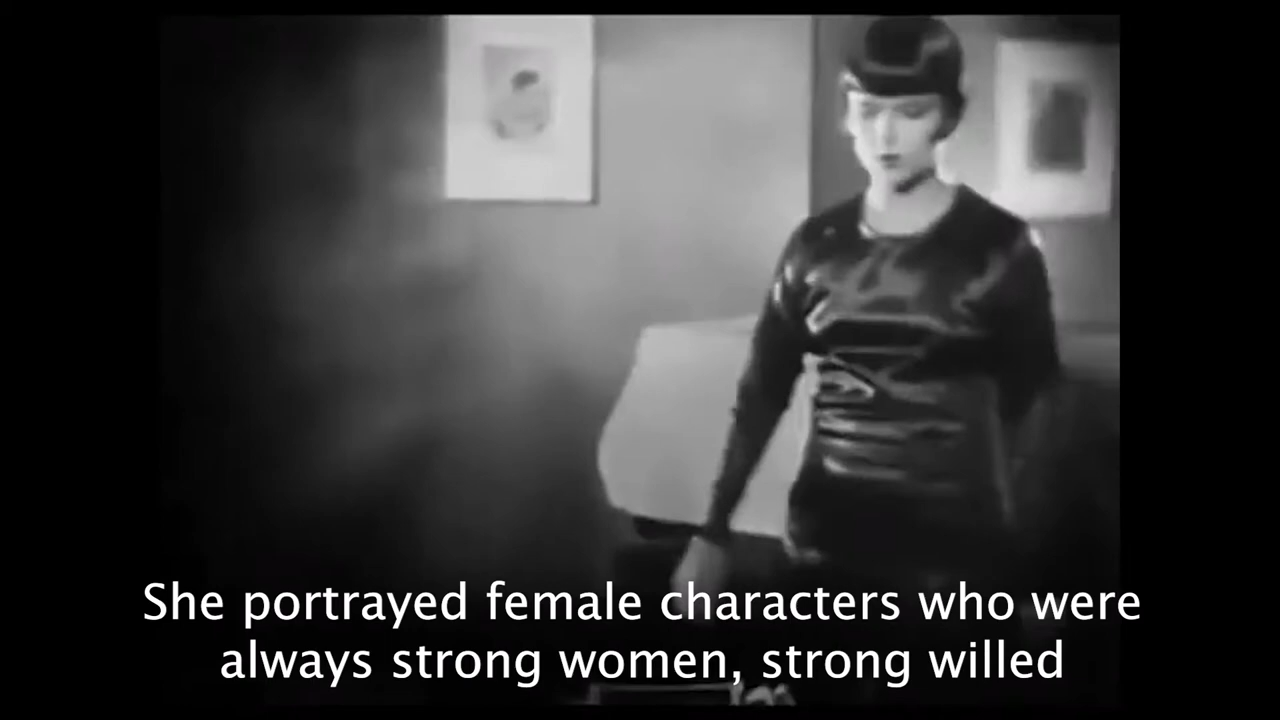 She portrayed female characters who were
always strong women, strong willed